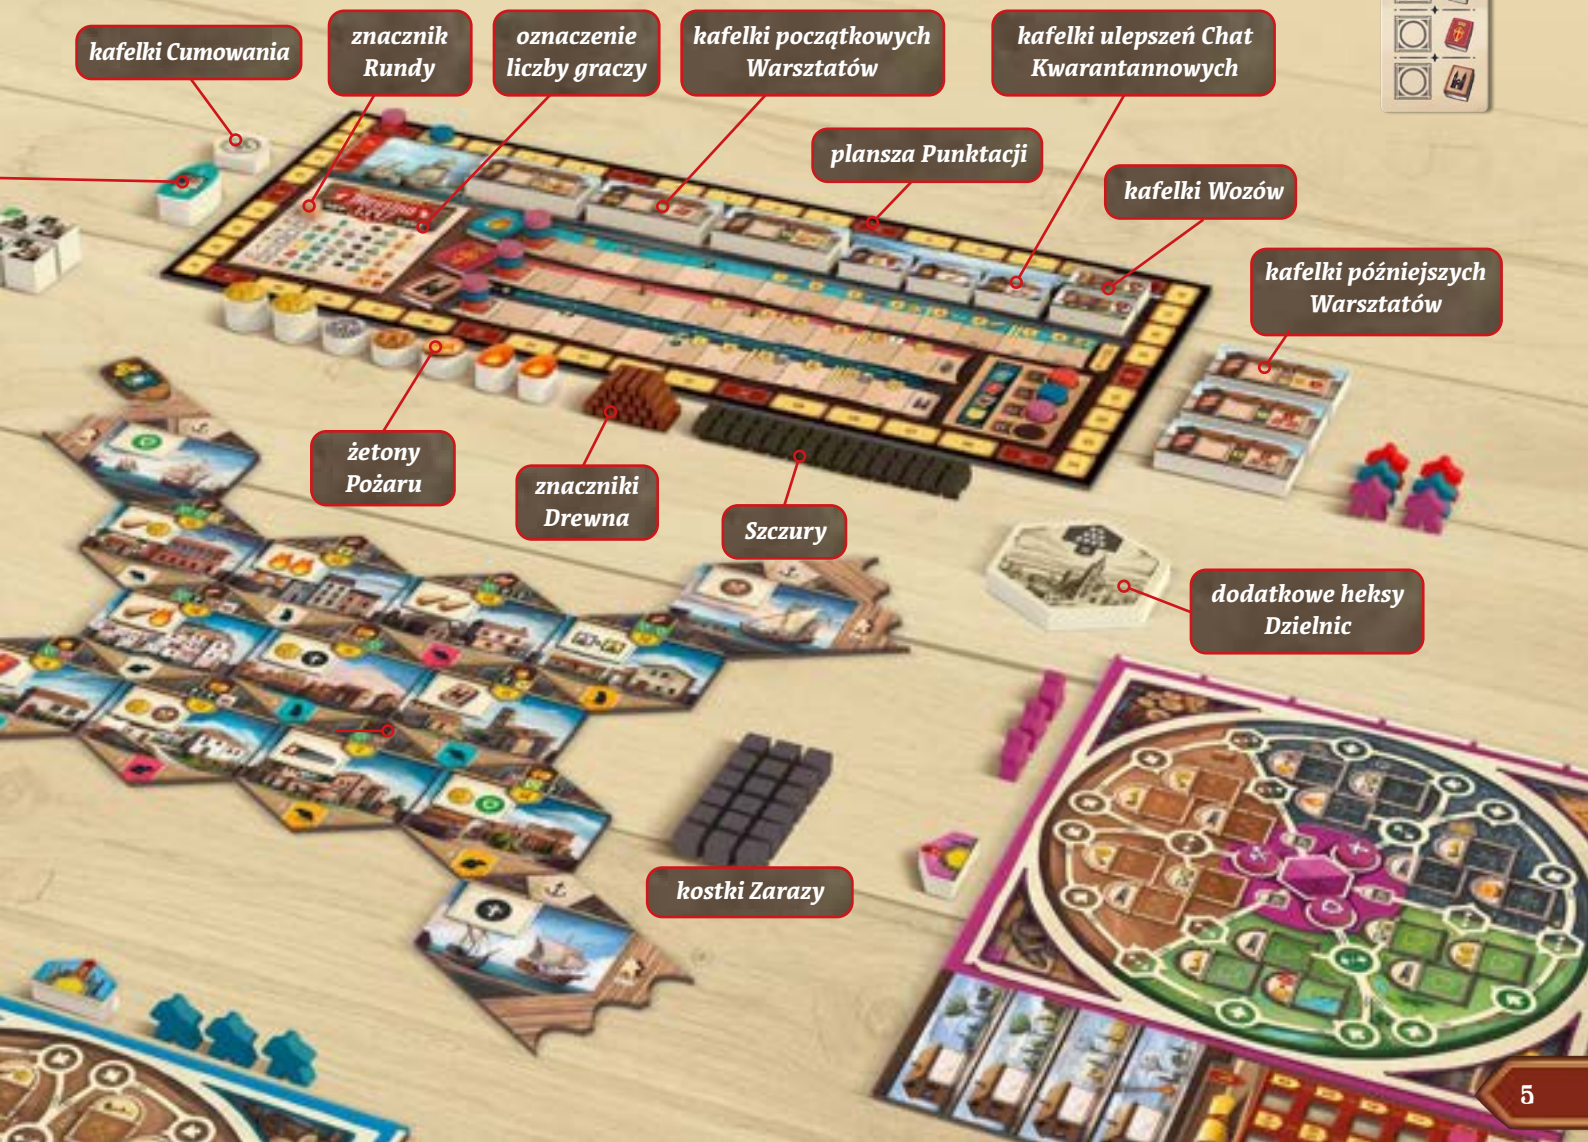 kafelki Cumowania
znacznik
Rundy
oznaczenie
liczby graczy
kafelki początkowych
Warsztatów
kafelki ulepszeń Chat
Kwarantannowych
plansza Punktacji
kafelki Wozów
kafelki późniejszych
Warsztatów
żetony
Pożaru
znaczniki
Drewna
Szczury
dodatkowe heksy
Dzielnic
kostki Zarazy
5